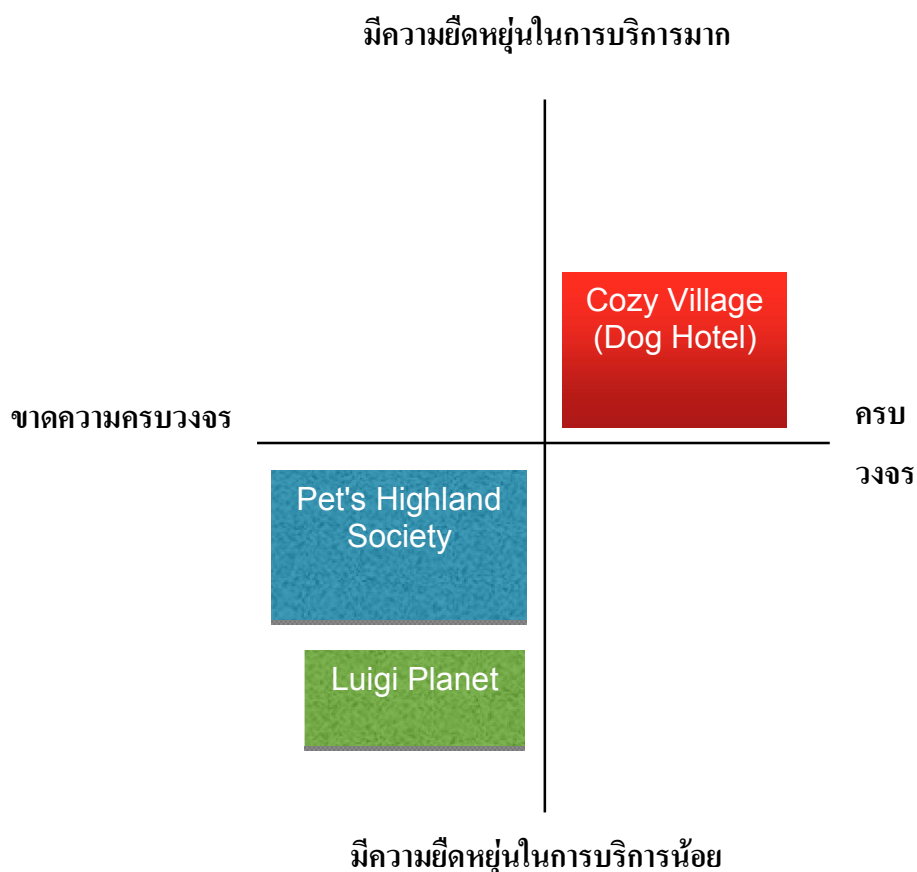 มีความยืดหยุ่นในการบริการมาก
Cozy Village
(Dog Hotel)
ขาดความครบวงจร
ครบ
วงจร
Pet's Highland
Society
Luigi Planet
มีความยืดหยุ่นในการบริการน้อย